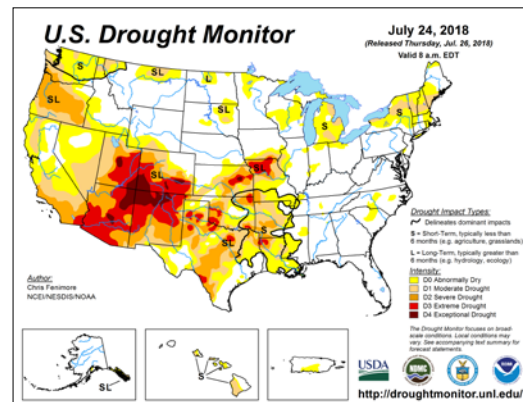 U.S. Drought Monitor
July 24, 2018
(Released Thursday, Jul. 26, 2018)
Valid 8 a.m. EDT
S
SL
L
SL
SL
S
S
SL
SL
SL
S
SL
Drought Impact Types:
Delineates dominant impacts
S = Short-Term, typically less than
6 months (e.g. agriculture, grasslands)
L = Long-Term, typically greater than
6 months (e.g. hydrology, ecology)
Intensity:
D0 Abnormally Dry
D1 Moderate Drought
D2 Severe Drought
D3 Extreme Drought
D4 Exceptional Drought
Author:
Chris Fenimore
NCEI/NESDIS/NOAA
The Drought Monitor focuses on broad-
scale conditions. Local conditions may
vary. See accompanying text summary for
forecast statements.
SL
S
USDA
NDMC
NOAA
http://droughtmonitor.unl.edu/